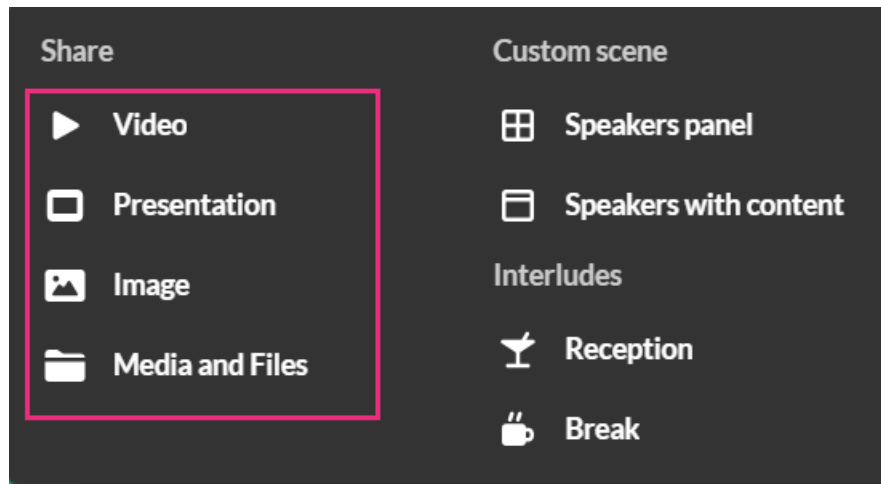 Share
Video
Presentation
Image
Media and Files
Custom scene
Speakers panel
Speakers with content
Interludes
Reception
Break